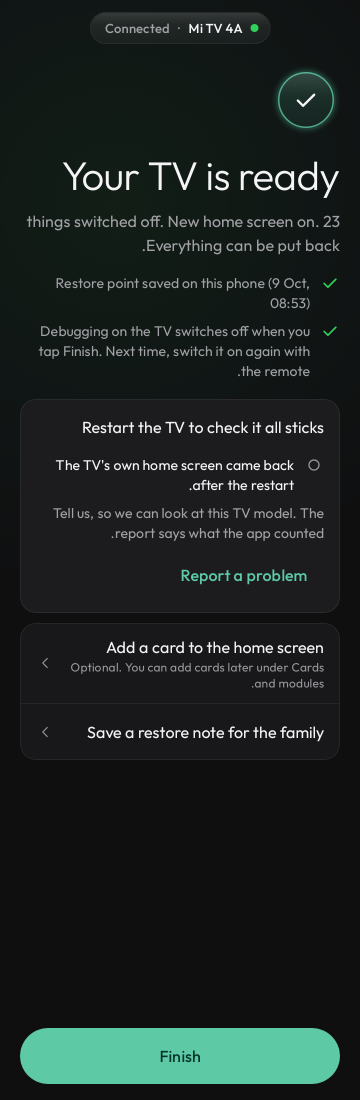 Connected · Mi TV 4A
Your TV is ready
things switched off. New home screen on. 23
.Everything can be put back
Restore point saved on this phone (9 Oct,
08:53)
Debugging on the TV switches off when you
tap Finish. Next time, switch it on again with
.the remote
Restart the TV to check it all sticks
The TV's own home screen came back
.after the restart
Tell us, so we can look at this TV model. The
.report says what the app counted
Report a problem
Add a card to the home screen
Optional. You can add cards later under Cards
.and modules
Save a restore note for the family
Finish